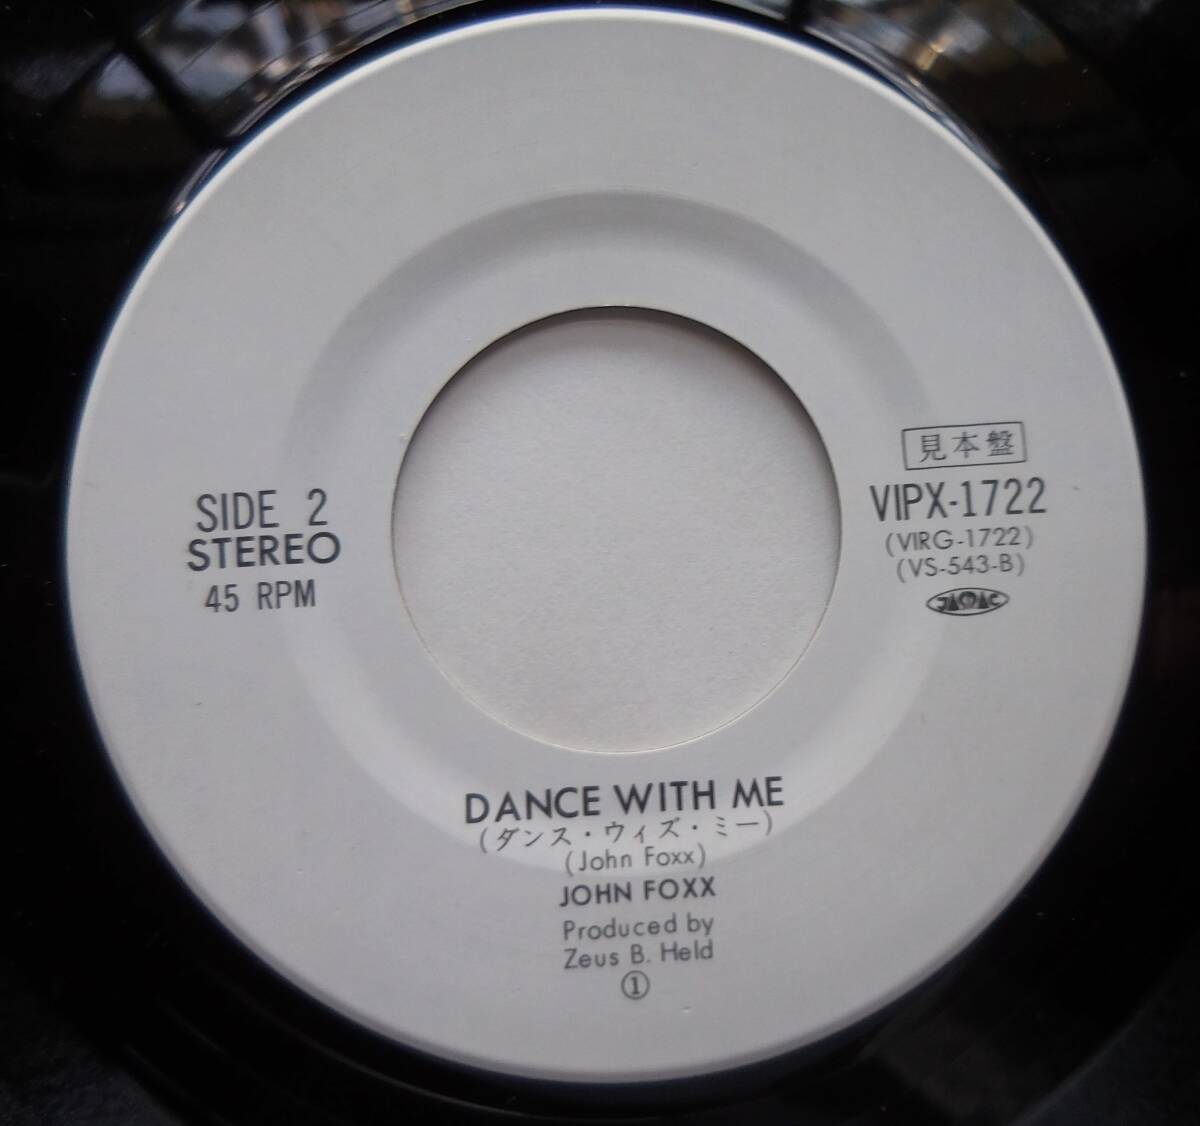 SIDE 2
STEREO
45 RPM
見本盤
VIPX-1722
(VIRG-1722)
(VS-543-B)
JASRAC
DANCE WITH ME
(ダンス・ウィズ・ミー)
(John Foxx)
JOHN FOXX
Produced by
Zeus B. Held
①